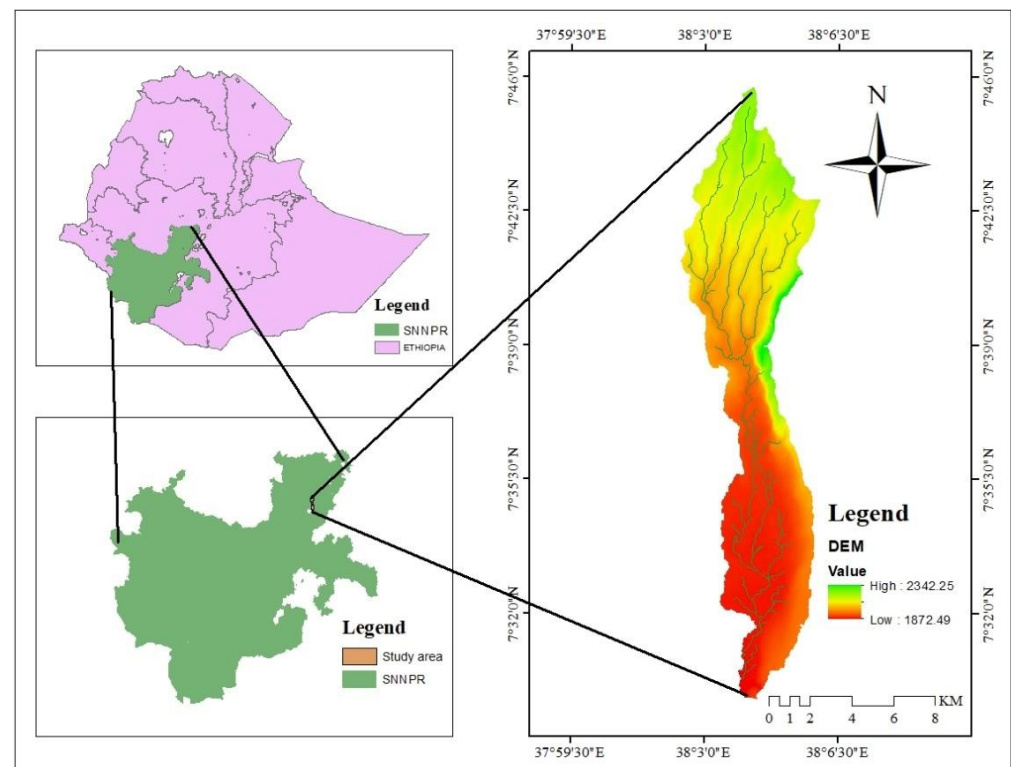 Legend
SNNPR
ETHIOPIA
Legend
Study area
SNNPR
37°59'30"E
38°3'0"E
38°6'30"E
7°46'0"N
7°42'30"N
7°39'0"N
7°35'30"N
7°32'0"N
7°46'0"N
7°42'30"N
7°39'0"N
7°35'30"N
7°32'0"N
N
Legend
DEM
Value
High : 2342.25
Low : 1872.49
KM
0 1 2 4 6 8
37°59'30"E
38°3'0"E
38°6'30"E